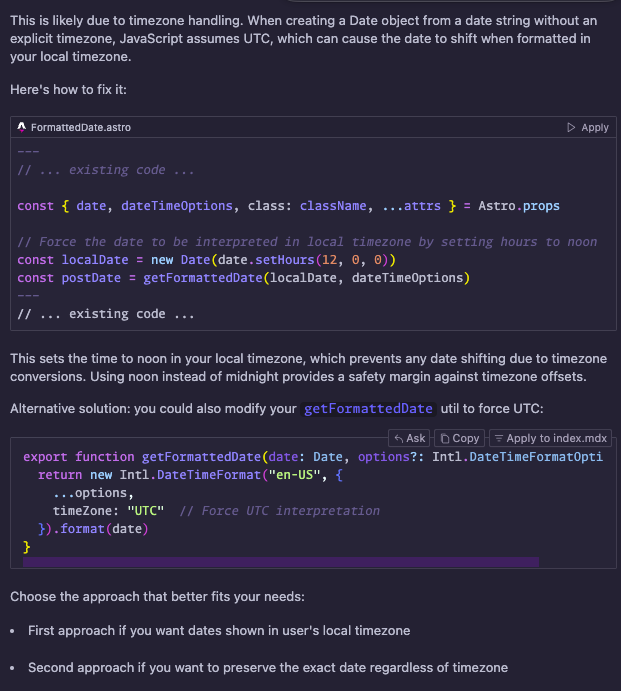 This is likely due to timezone handling. When creating a Date object from a date string without an
explicit timezone, JavaScript assumes UTC, which can cause the date to shift when formatted in
your local timezone.
Here's how to fix it:
FormattedDate.astro
Apply
---
// ... existing code ...
const { date, dateTimeOptions, class: className, ...attrs } = Astro.props
// Force the date to be interpreted in local timezone by setting hours to noon
const localDate = new Date(date.setHours(12, 0, 0))
const postDate = getFormattedDate(localDate, dateTimeOptions)
---
// ... existing code ...
This sets the time to noon in your local timezone, which prevents any date shifting due to timezone
conversions. Using noon instead of midnight provides a safety margin against timezone offsets.
Alternative solution: you could also modify your getFormattedDate util to force UTC:
Ask Copy Apply to index.mdx
export function getFormattedDate(date: Date, options?: Intl.DateTimeFormatOpti
return new Intl.DateTimeFormat("en-US", {
...options,
timeZone: "UTC" // Force UTC interpretation
}).format(date)
}
Choose the approach that better fits your needs:
• First approach if you want dates shown in user's local timezone
• Second approach if you want to preserve the exact date regardless of timezone